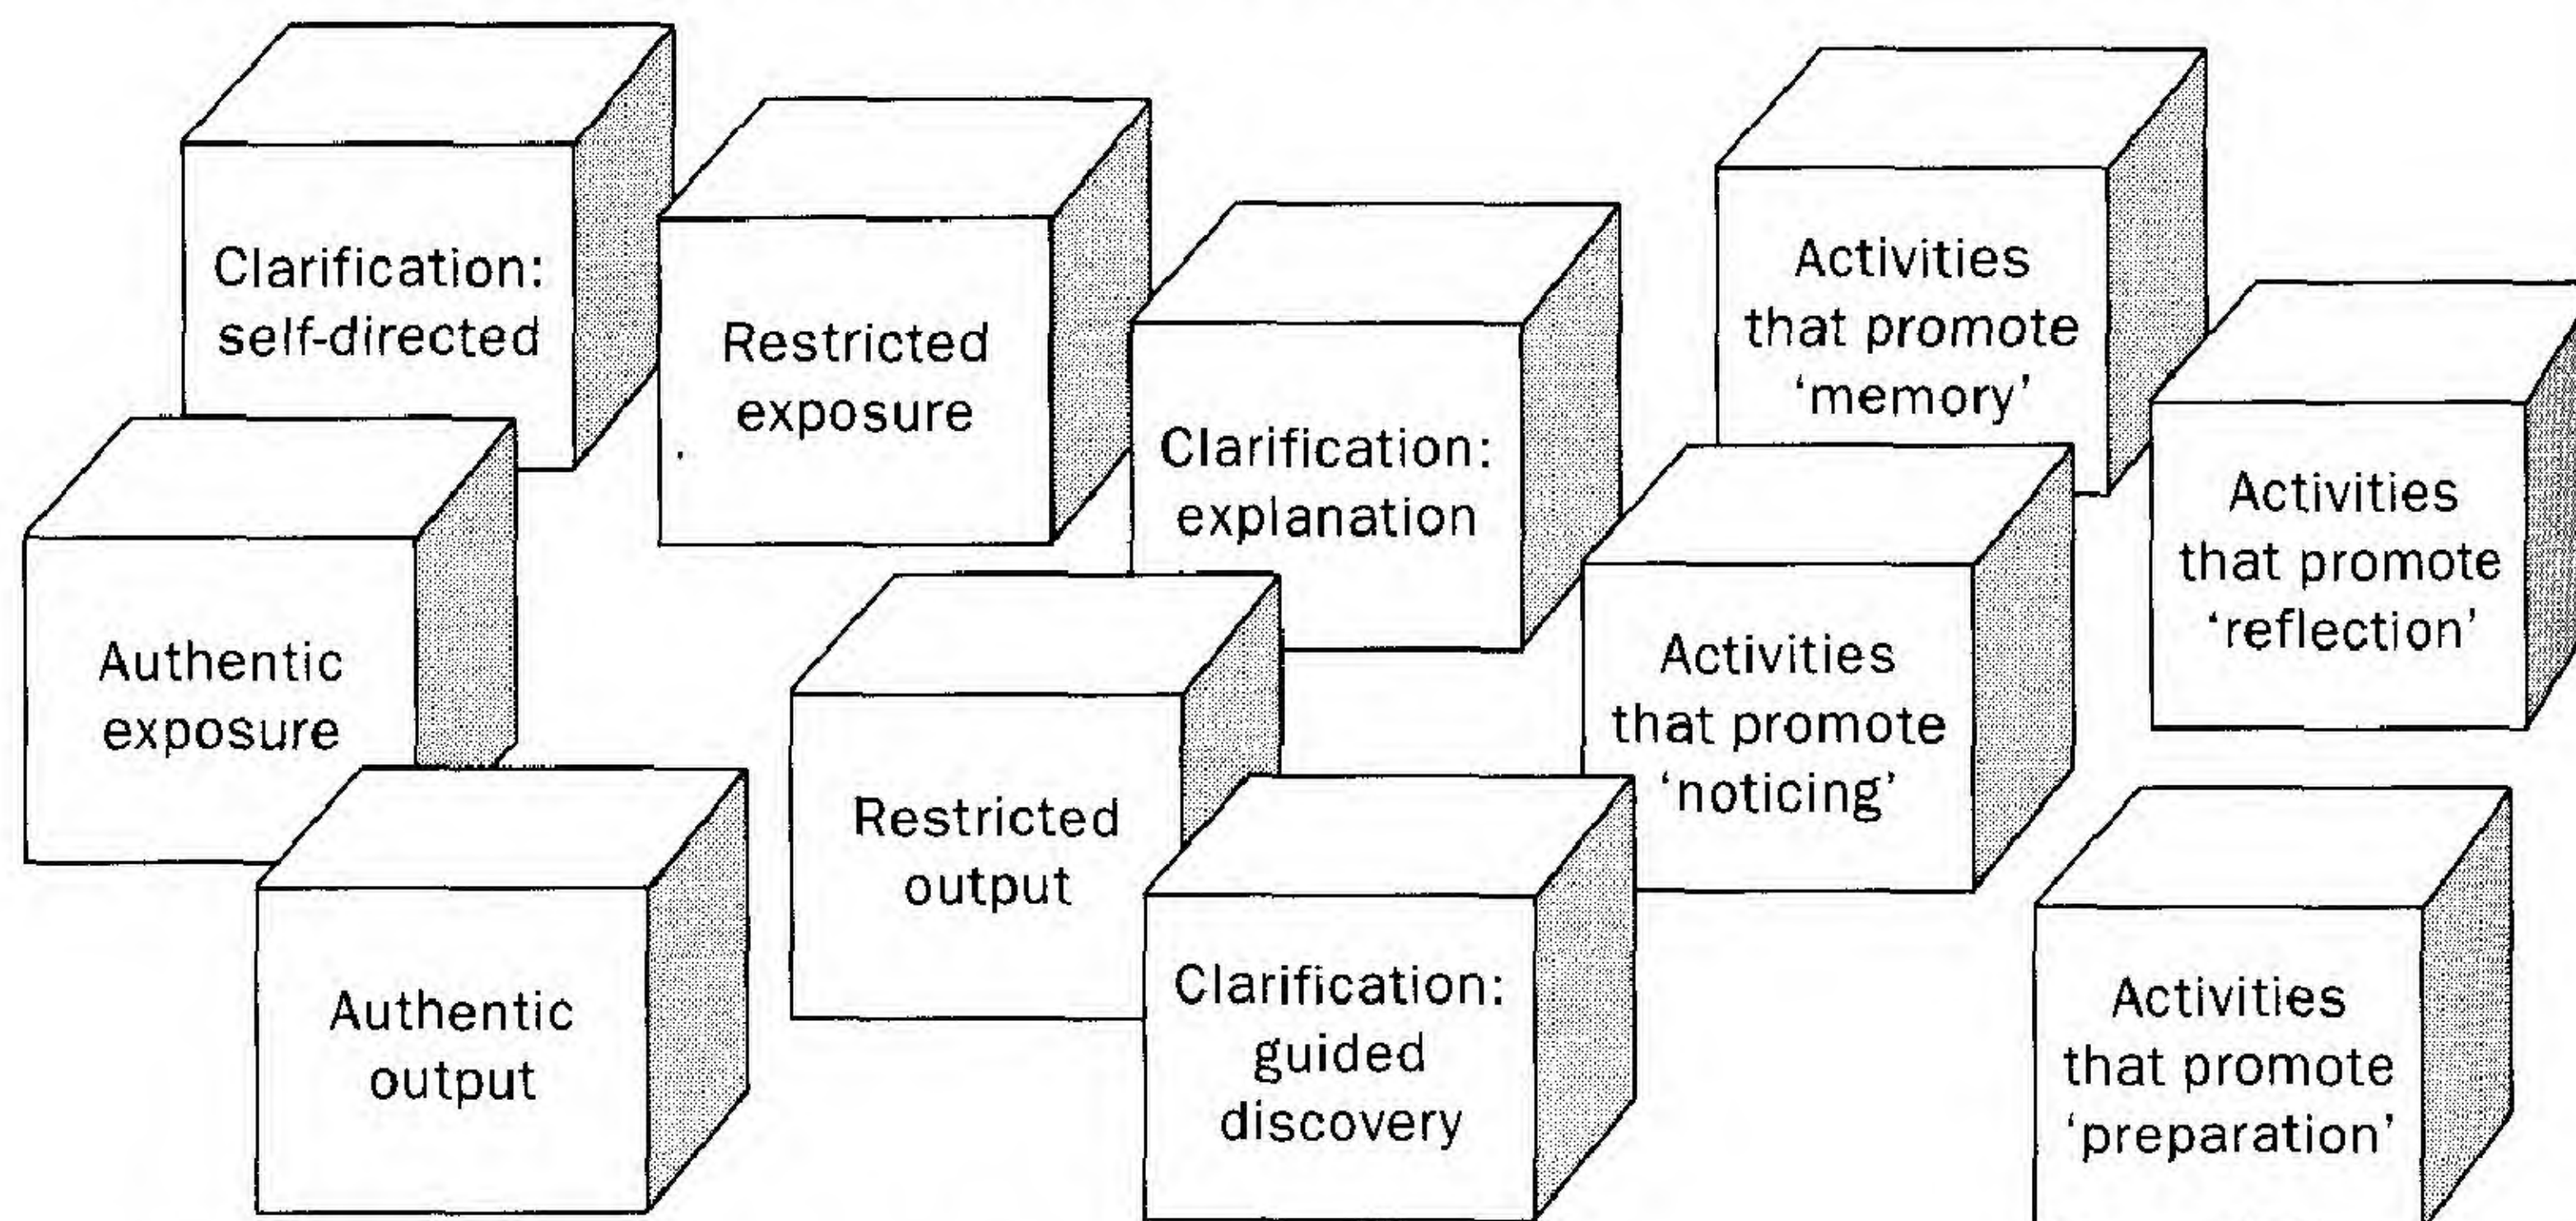 Clarification:
self-directed
Restricted
exposure
Clarification:
explanation
Activities
that promote
‘memory’
Activities
that promote
‘reflection’
Authentic
exposure
Activities
that promote
‘noticing’
Restricted
output
Authentic
output
Clarification:
guided
discovery
Activities
that promote
‘preparation’